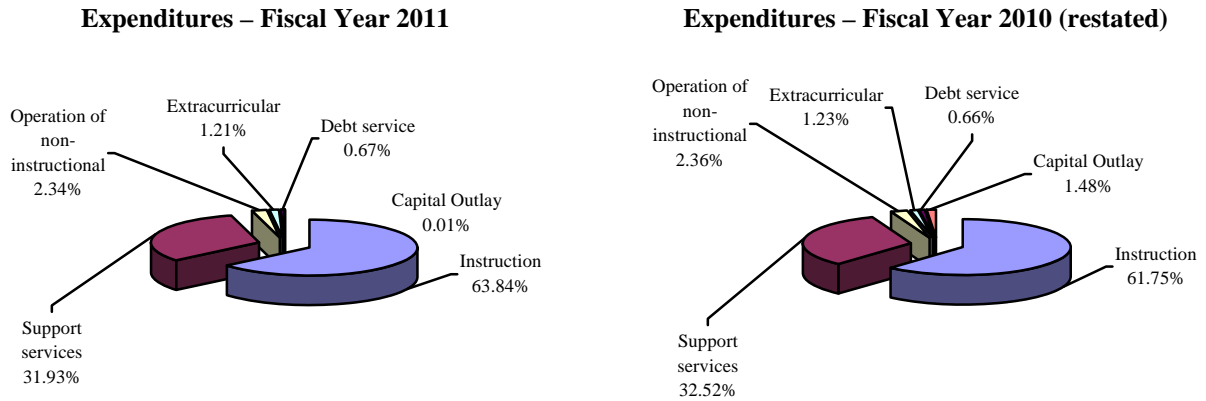 Expenditures – Fiscal Year 2011
Operation of
non-
instructional
2.34%
Extracurricular
1.21%
Debt service
0.67%
Capital Outlay
0.01%
Instruction
63.84%
Support
services
31.93%
Expenditures – Fiscal Year 2010 (restated)
Operation of
non-
instructional
2.36%
Extracurricular
1.23%
Debt service
0.66%
Capital Outlay
1.48%
Instruction
61.75%
Support
services
32.52%